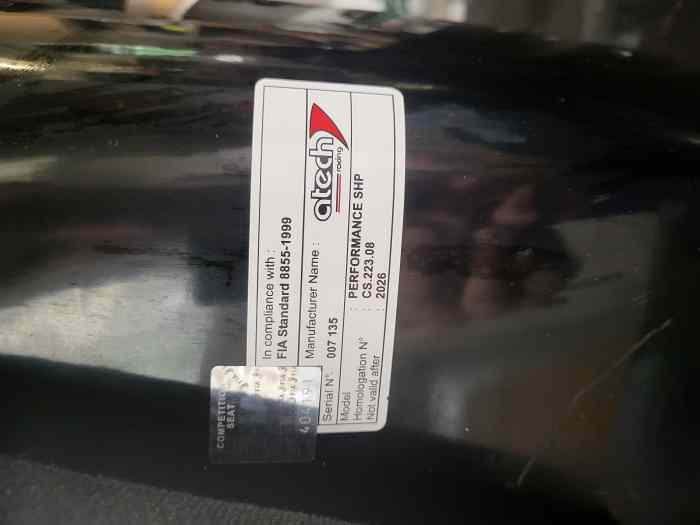 In compliance with :
FIA Standard 8855-1999
Manufacturer Name :
atech
racing
Serial N°. 007 135
Model : PERFORMANCE SHP
Homologation N° : CS.223.08
Not valid after : 2026
COMPETITION
SEAT